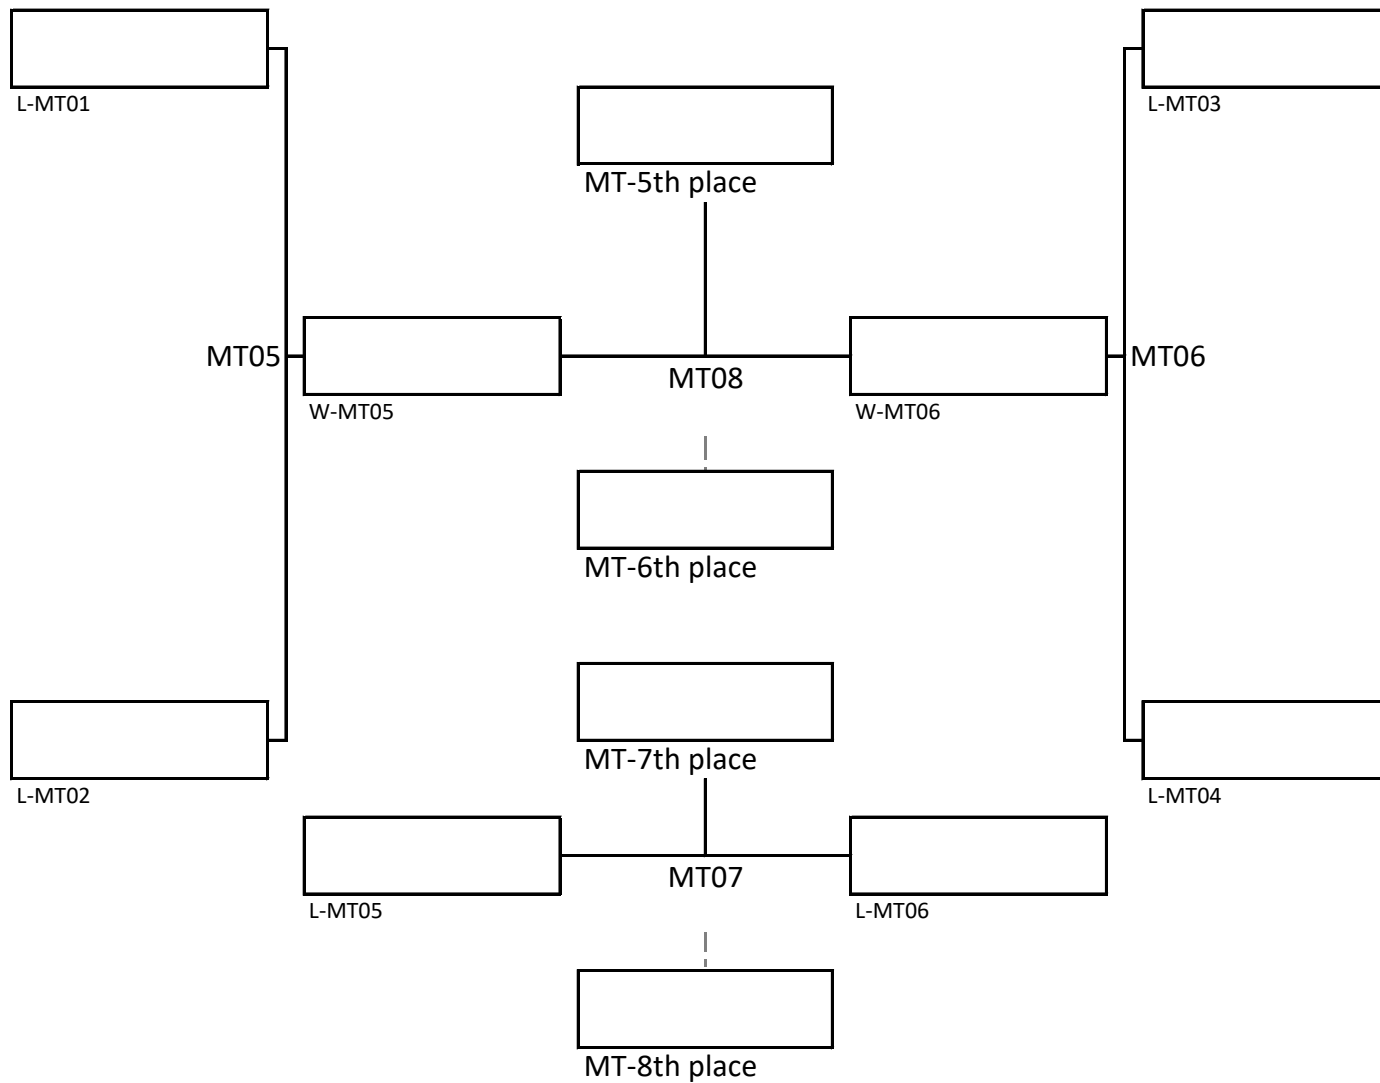 L-MT01
L-MT03
MT-5th place
MT05
MT08
MT06
W-MT05
W-MT06
MT-6th place
MT-7th place
L-MT02
L-MT04
MT07
L-MT05
L-MT06
MT-8th place